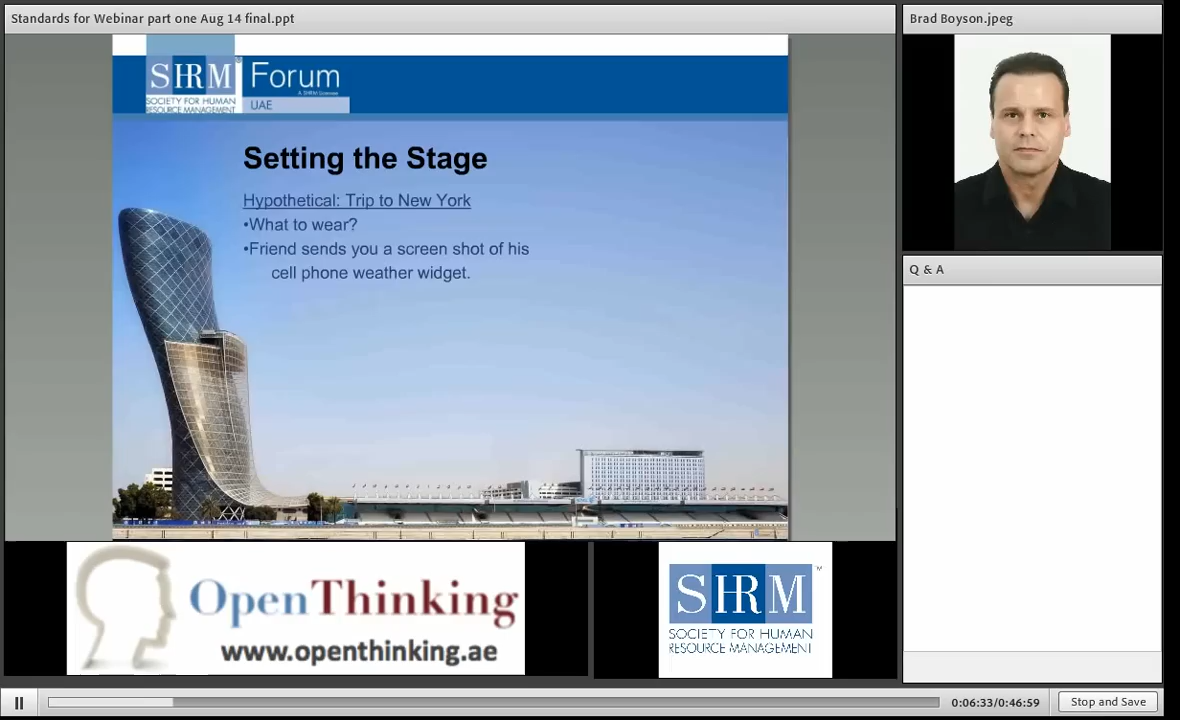 Standards for Webinar part one Aug 14 final.ppt
Brad Boyson.jpeg
SHRM Forum
SOCIETY FOR HUMAN
RESOURCE MANAGEMENT
UAE
Setting the Stage
Hypothetical: Trip to New York
•What to wear?
•Friend sends you a screen shot of his
cell phone weather widget.
Q & A
OpenThinking
www.openthinking.ae
SHRM™
SOCIETY FOR HUMAN
RESOURCE MANAGEMENT
0:06:33/0:46:59
Stop and Save